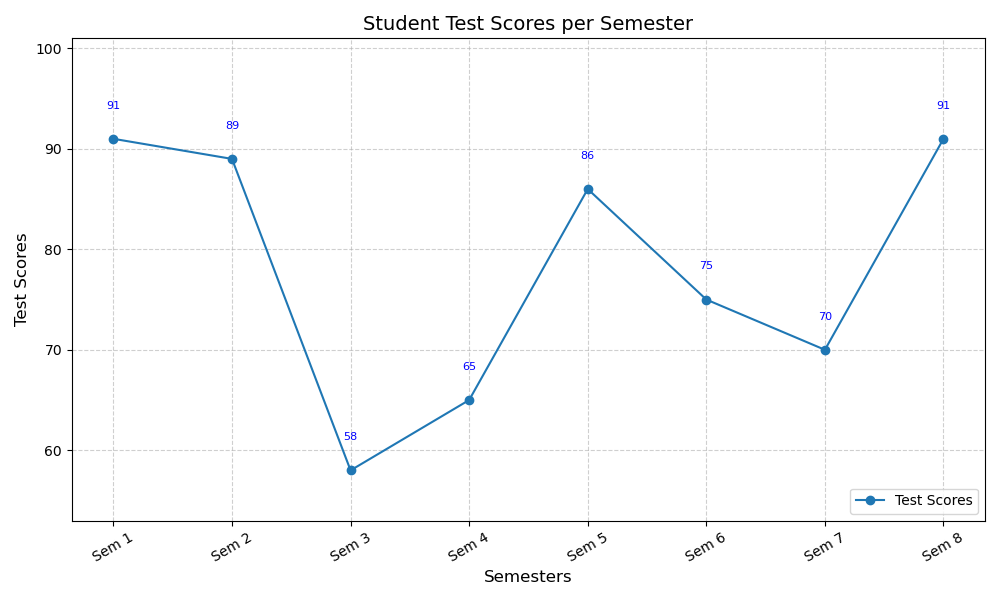 Student Test Scores per Semester
Test Scores
100
90
80
70
60
91
89
58
65
86
75
70
91
Test Scores
Sem 1
Sem 2
Sem 3
Sem 4
Sem 5
Sem 6
Sem 7
Sem 8
Semesters